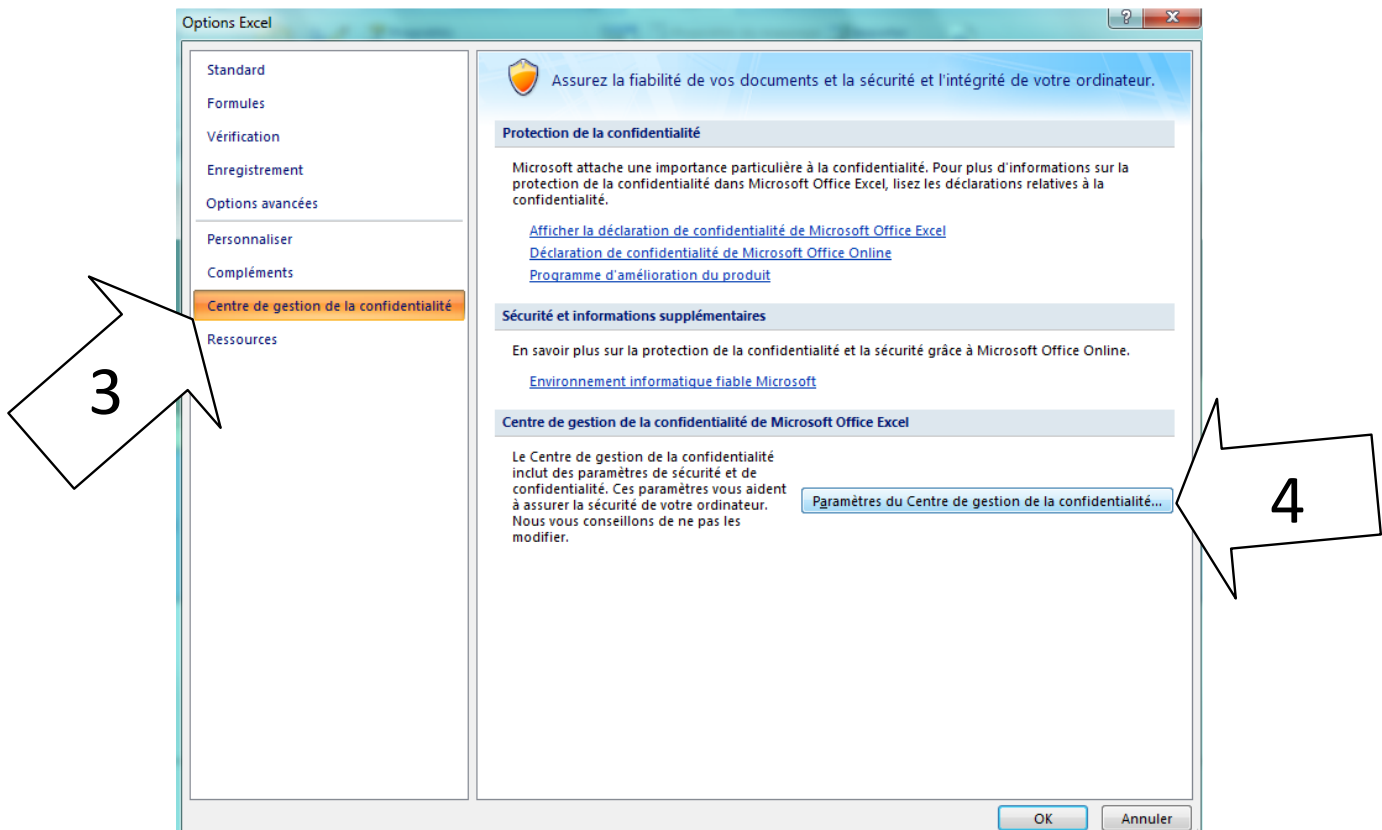 Options Excel
Standard
Formules
Vérification
Enregistrement
Options avancées
Personnaliser
Compléments
Centre de gestion de la confidentialité
Ressources
3
Assurez la fiabilité de vos documents et la sécurité et l'intégrité de votre ordinateur.
Protection de la confidentialité
Microsoft attache une importance particulière à la confidentialité. Pour plus d'informations sur la
protection de la confidentialité dans Microsoft Office Excel, lisez les déclarations relatives à la
confidentialité.
Afficher la déclaration de confidentialité de Microsoft Office Excel
Déclaration de confidentialité de Microsoft Office Online
Programme d'amélioration du produit
Sécurité et informations supplémentaires
En savoir plus sur la protection de la confidentialité et la sécurité grâce à Microsoft Office Online.
Environnement informatique fiable Microsoft
Centre de gestion de la confidentialité de Microsoft Office Excel
Le Centre de gestion de la confidentialité
inclut des paramètres de sécurité et de
confidentialité. Ces paramètres vous aident
à assurer la sécurité de votre ordinateur.
Nous vous conseillons de ne pas les
modifier.
Paramètres du Centre de gestion de la confidentialité...
4
OK
Annuler